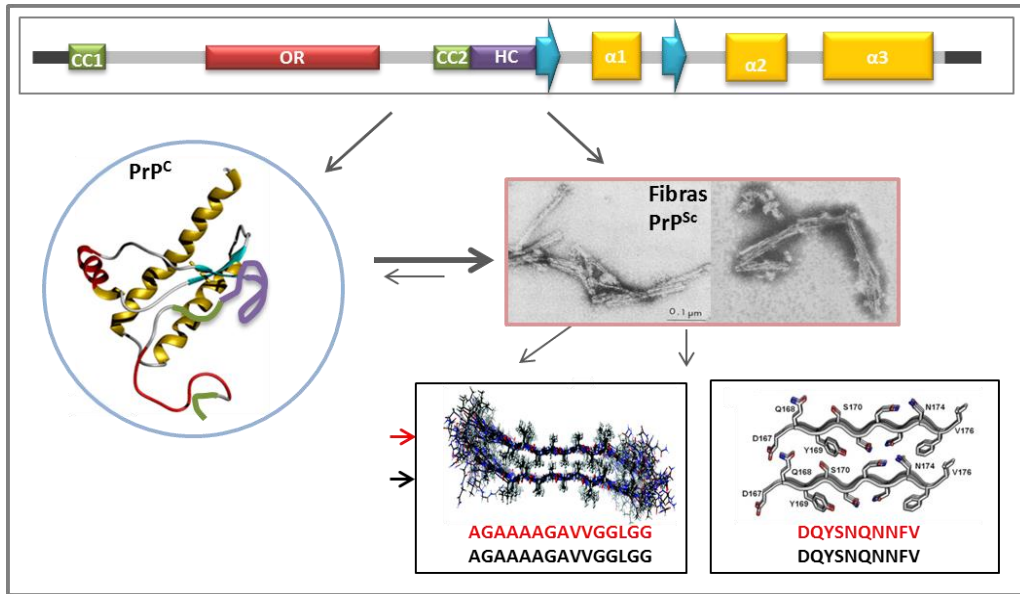 CC1
OR
CC2
HC
α1
α2
α3
PrPᶜ
Fibras
PrPˢᶜ
0.1 µm
AGAAAAGAVVGGLGG
AGAAAAGAVVGGLGG
Q168
S170
N174
D167
Y169
V176
Q168
S170
N174
V176
D167
Y169
DQYSNQNNFV
DQYSNQNNFV